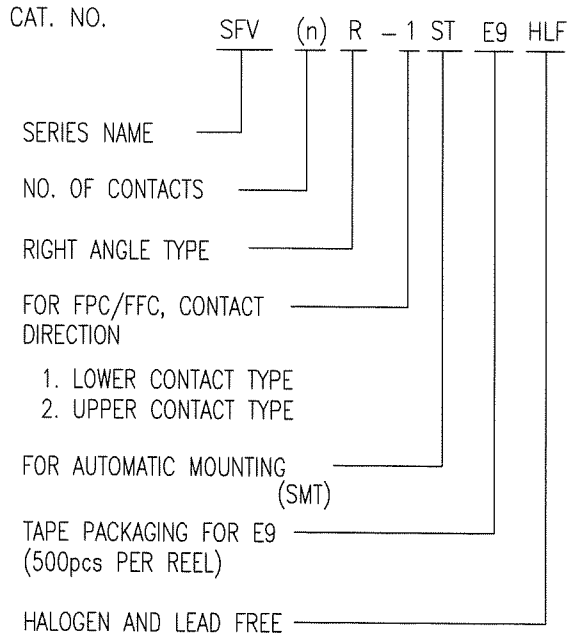 CAT. NO.
SFV (n) R - 1 ST E9 HLF
SERIES NAME
NO. OF CONTACTS
RIGHT ANGLE TYPE
FOR FPC/FFC, CONTACT
DIRECTION
1. LOWER CONTACT TYPE
2. UPPER CONTACT TYPE
FOR AUTOMATIC MOUNTING
(SMT)
TAPE PACKAGING FOR E9
(500pcs PER REEL)
HALOGEN AND LEAD FREE